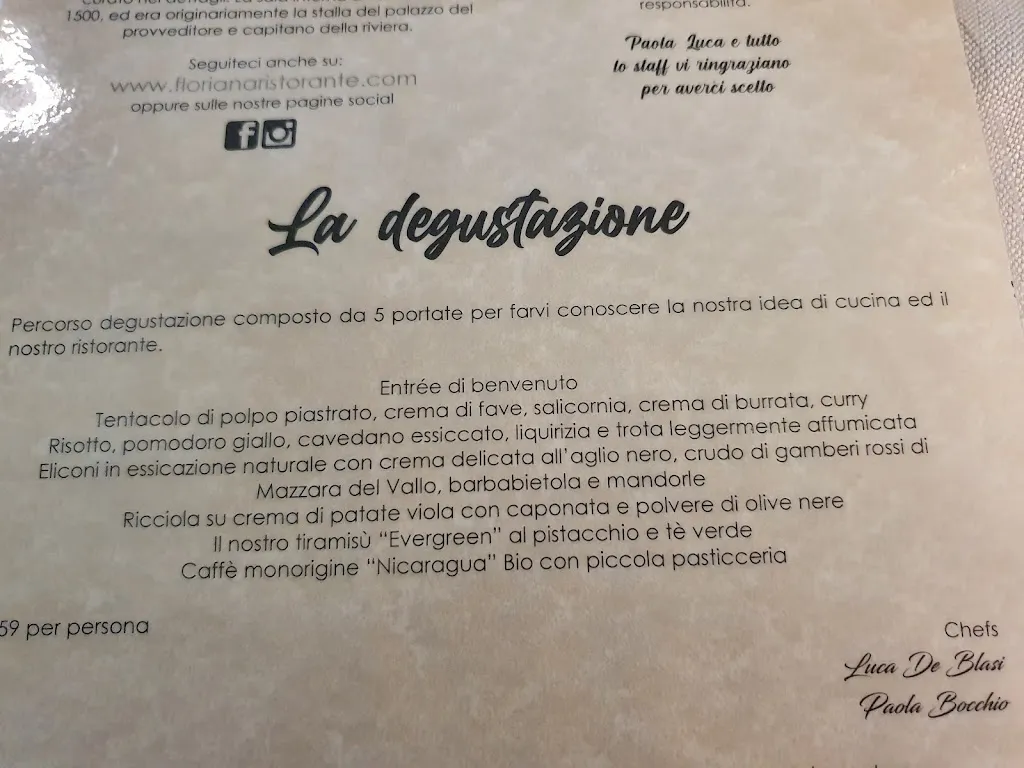 1500, ed era originariamente la stalla del palazzo del
provveditore e capitano della riviera.
Seguiteci anche su:
www.florianaristorante.com
oppure sulle nostre pagine social
responsabilità.
Paola Luca e tutto
lo staff vi ringraziano
per averci scelto
La degustazione
Percorso degustazione composto da 5 portate per farvi conoscere la nostra idea di cucina ed il
nostro ristorante.
Entrée di benvenuto
Tentacolo di polpo piastrato, crema di fave, salicornia, crema di burrata, curry
Risotto, pomodoro giallo, cavedano essiccato, liquirizia e trota leggermente affumicata
Eliconi in essicazione naturale con crema delicata all'aglio nero, crudo di gamberi rossi di
Mazzara del Vallo, barbabietola e mandorle
Ricciola su crema di patate viola con caponata e polvere di olive nere
Il nostro tiramisù “Evergreen” al pistacchio e tè verde
Caffè monorigine “Nicaragua” Bio con piccola pasticceria
59 per persona
Chefs
Luca De Blasi
Paola Bocchio